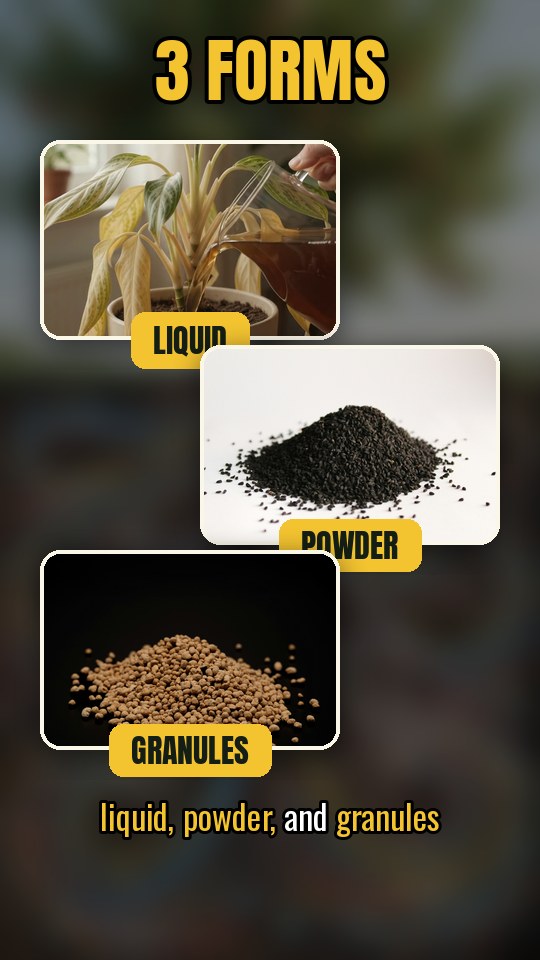 3 FORMS
LIQUID
POWDER
GRANULES
liquid, powder, and granules